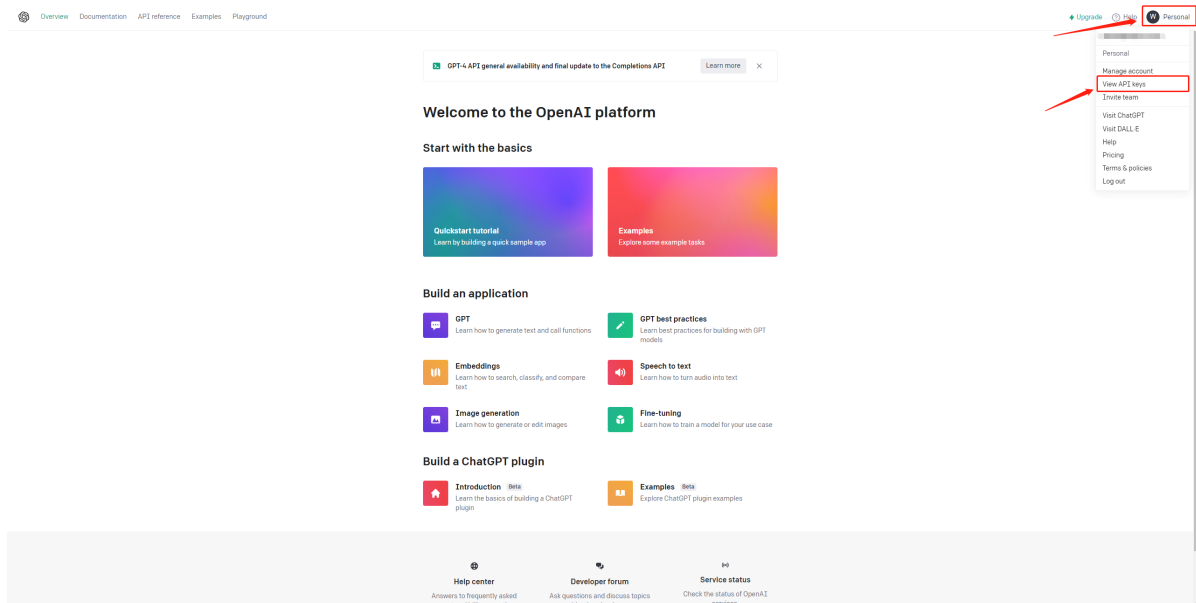 Overview Documentation API reference Examples Playground
Upgrade Help W Personal
Personal
Manage account
View API keys
Invite team
Visit ChatGPT
Visit DALL·E
Help
Pricing
Terms & policies
Log out
GPT-4 API general availability and final update to the Completions API Learn more
Welcome to the OpenAI platform
Start with the basics
Quickstart tutorial
Learn by building a quick sample app
Examples
Explore some example tasks
Build an application
GPT
Learn how to generate text and call functions
GPT best practices
Learn best practices for building with GPT
models
Embeddings
Learn how to search, classify, and compare
text
Speech to text
Learn how to turn audio into text
Image generation
Learn how to generate or edit images
Fine-tuning
Learn how to train a model for your use case
Build a ChatGPT plugin
Introduction Beta
Learn the basics of building a ChatGPT
plugin
Examples Beta
Explore ChatGPT plugin examples
Help center
Answers to frequently asked
Developer forum
Ask questions and discuss topics
Service status
Check the status of OpenAI